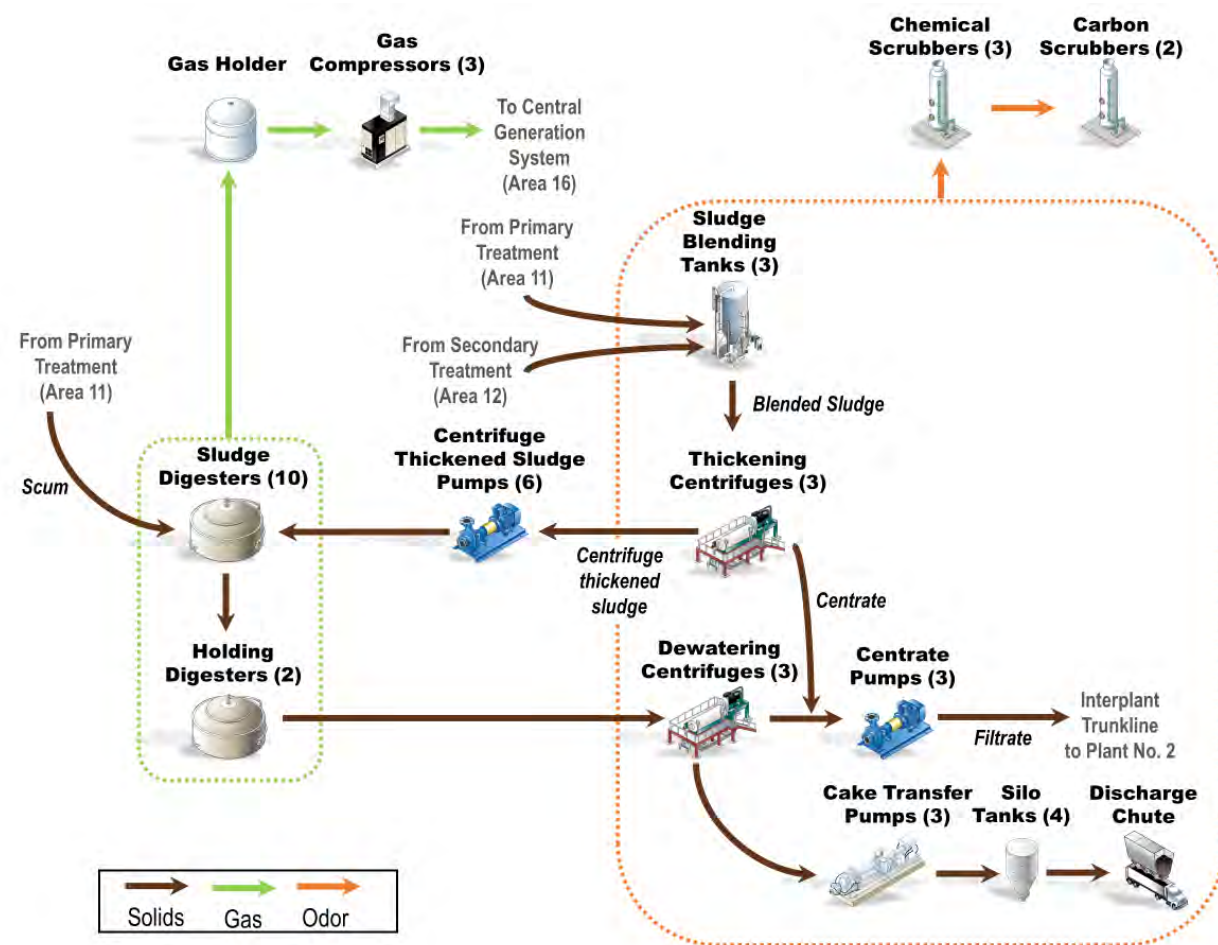 Chemical
Scrubbers (3)
Carbon
Scrubbers (2)
Gas
Compressors (3)
Gas Holder
To Central
Generation
System
(Area 16)
From Primary
Treatment
(Area 11)
Sludge
Blending
Tanks (3)
From Primary
Treatment
(Area 11)
From Secondary
Treatment
(Area 12)
Blended Sludge
Scum
Sludge
Digesters (10)
Centrifuge
Thickened Sludge
Pumps (6)
Thickening
Centrifuges (3)
Centrifuge
thickened
sludge
Centrate
Holding
Digesters (2)
Dewatering
Centrifuges (3)
Centrate
Pumps (3)
Filtrate
Interplant
Trunkline
to Plant No. 2
Cake Transfer
Pumps (3)
Silo
Tanks (4)
Discharge
Chute
Solids
Gas
Odor